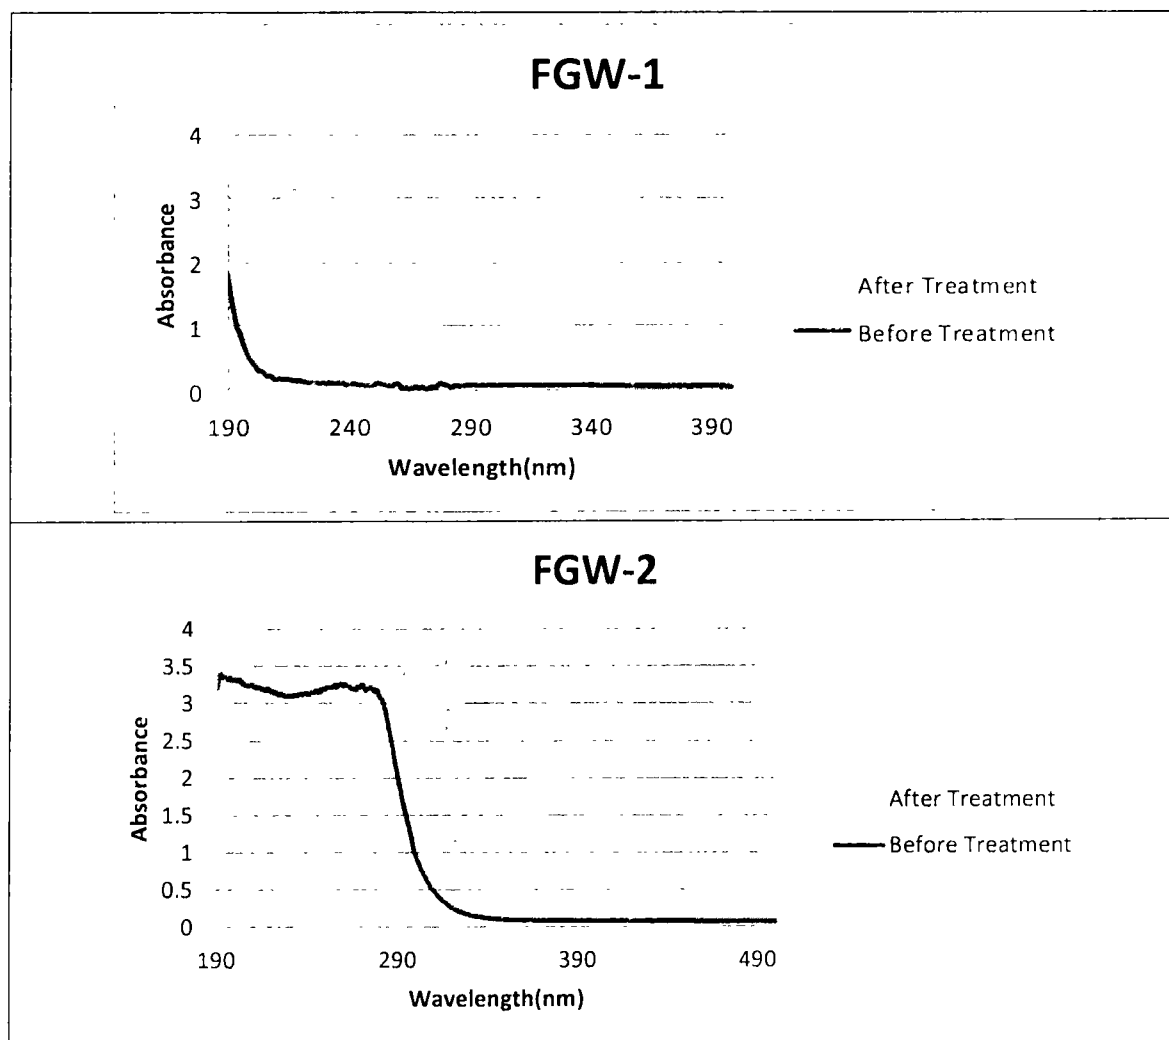 FGW-1
4
3
2
1
0
Absorbance
190 240 290 340 390
Wavelength(nm)
After Treatment
Before Treatment
FGW-2
4
3.5
3
2.5
2
1.5
1
0.5
0
Absorbance
190 290 390 490
Wavelength(nm)
After Treatment
Before Treatment